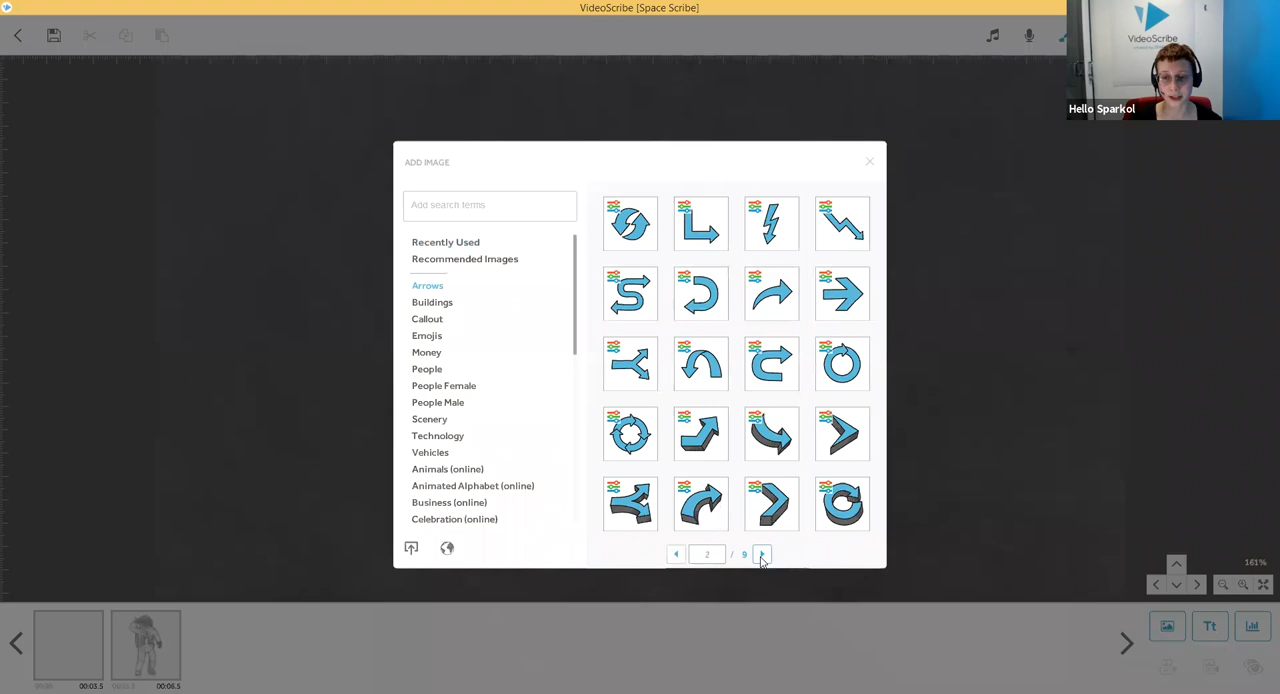 VideoScribe [Space Scribe]
VideoScribe
Hello Sparkol
ADD IMAGE
Add search terms
Recently Used
Recommended Images
Arrows
Buildings
Callout
Emojis
Money
People
People Female
People Male
Scenery
Technology
Vehicles
Animals (online)
Animated Alphabet (online)
Business (online)
Celebration (online)
2 / 9
161%
Tt
00:03.5
00:06.5